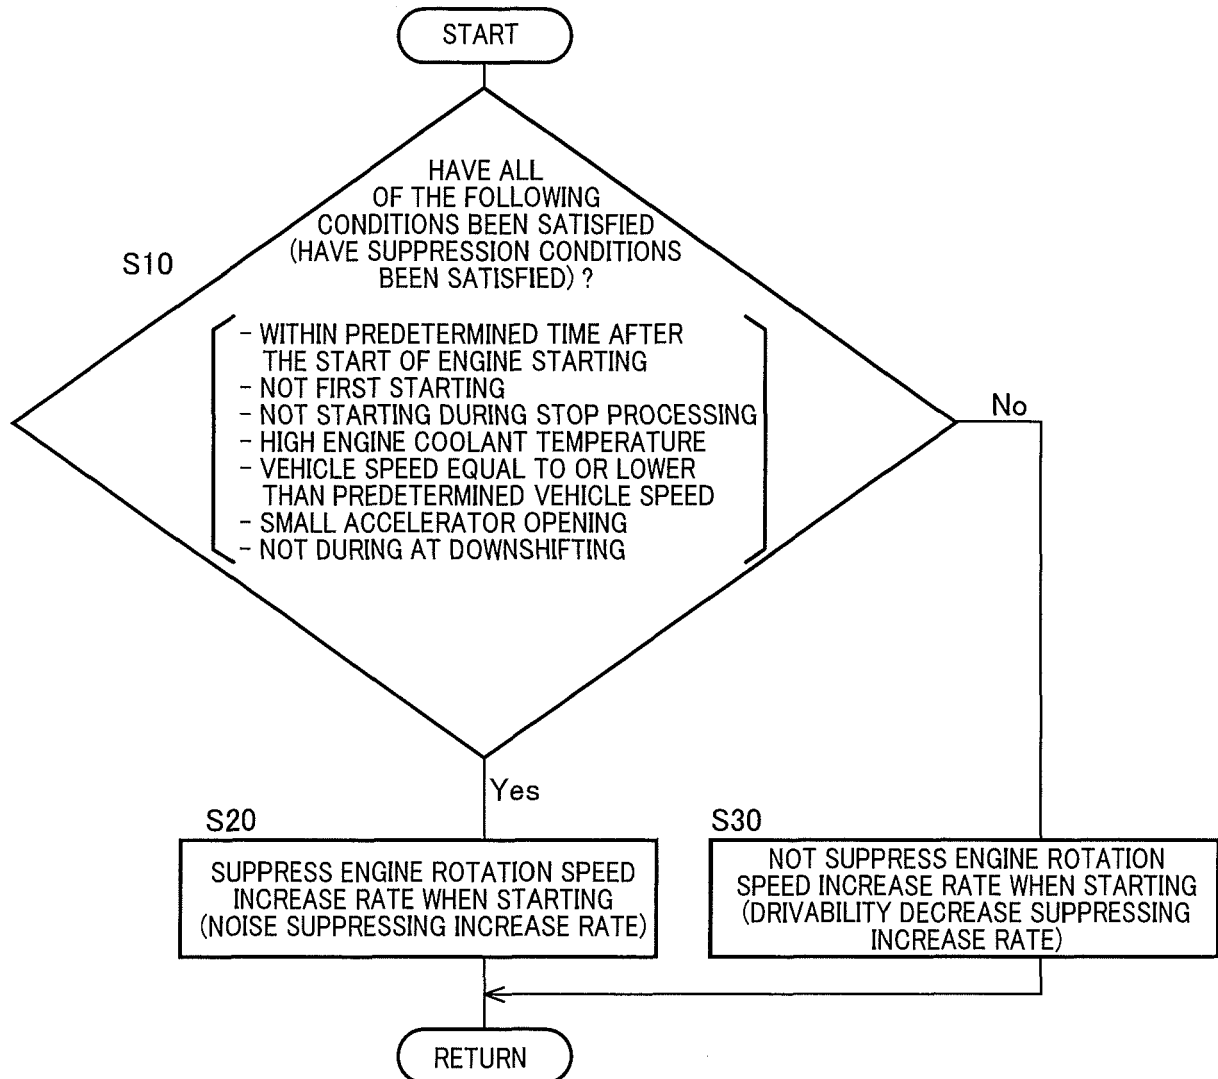 START
HAVE ALL
OF THE FOLLOWING
CONDITIONS BEEN SATISFIED
(HAVE SUPPRESSION CONDITIONS
BEEN SATISFIED) ?
S10
- WITHIN PREDETERMINED TIME AFTER
THE START OF ENGINE STARTING
- NOT FIRST STARTING
- NOT STARTING DURING STOP PROCESSING
- HIGH ENGINE COOLANT TEMPERATURE
- VEHICLE SPEED EQUAL TO OR LOWER
THAN PREDETERMINED VEHICLE SPEED
- SMALL ACCELERATOR OPENING
- NOT DURING AT DOWNSHIFTING
No
Yes
S20
SUPPRESS ENGINE ROTATION SPEED
INCREASE RATE WHEN STARTING
(NOISE SUPPRESSING INCREASE RATE)
S30
NOT SUPPRESS ENGINE ROTATION
SPEED INCREASE RATE WHEN STARTING
(DRIVABILITY DECREASE SUPPRESSING
INCREASE RATE)
RETURN